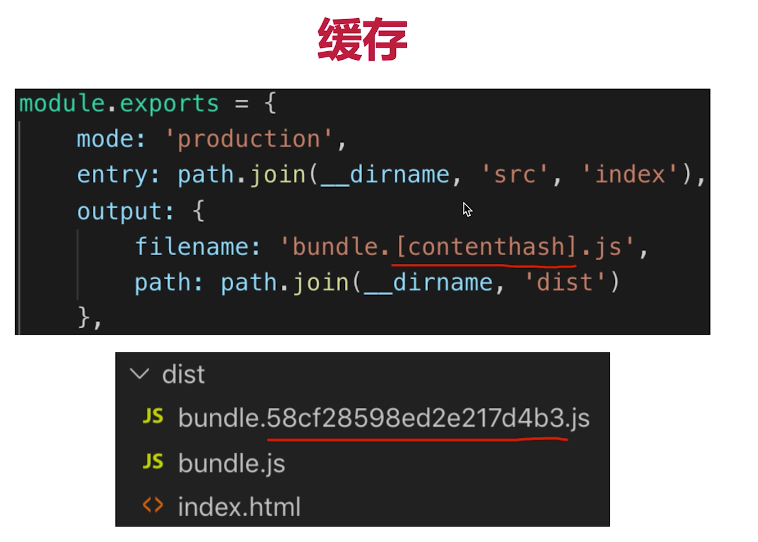 缓存
module.exports = {
    mode: 'production',
    entry: path.join(__dirname, 'src', 'index'),
    output: {
        filename: 'bundle.[contenthash].js',
        path: path.join(__dirname, 'dist')
    },
dist
JS bundle.58cf28598ed2e217d4b3.js
JS bundle.js
<> index.html